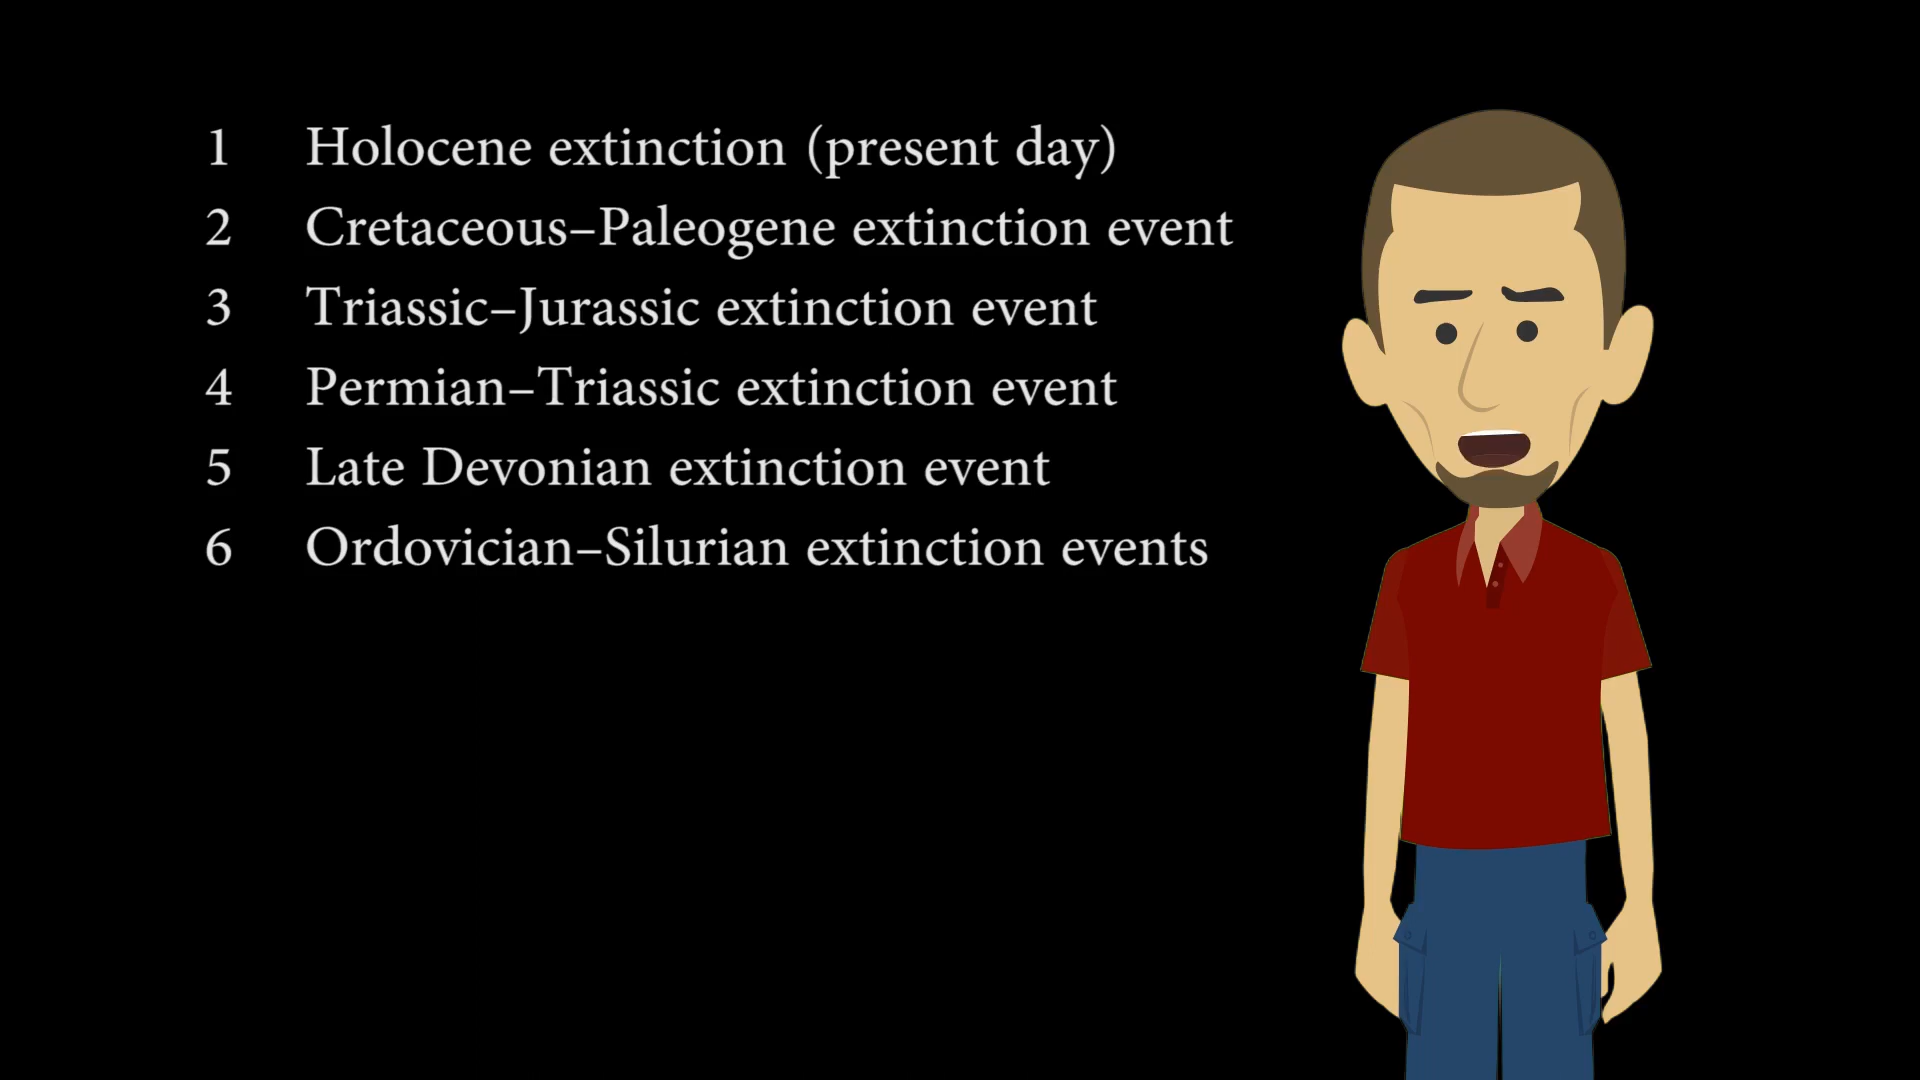 1 Holocene extinction (present day)
2 Cretaceous–Paleogene extinction event
3 Triassic–Jurassic extinction event
4 Permian–Triassic extinction event
5 Late Devonian extinction event
6 Ordovician–Silurian extinction events